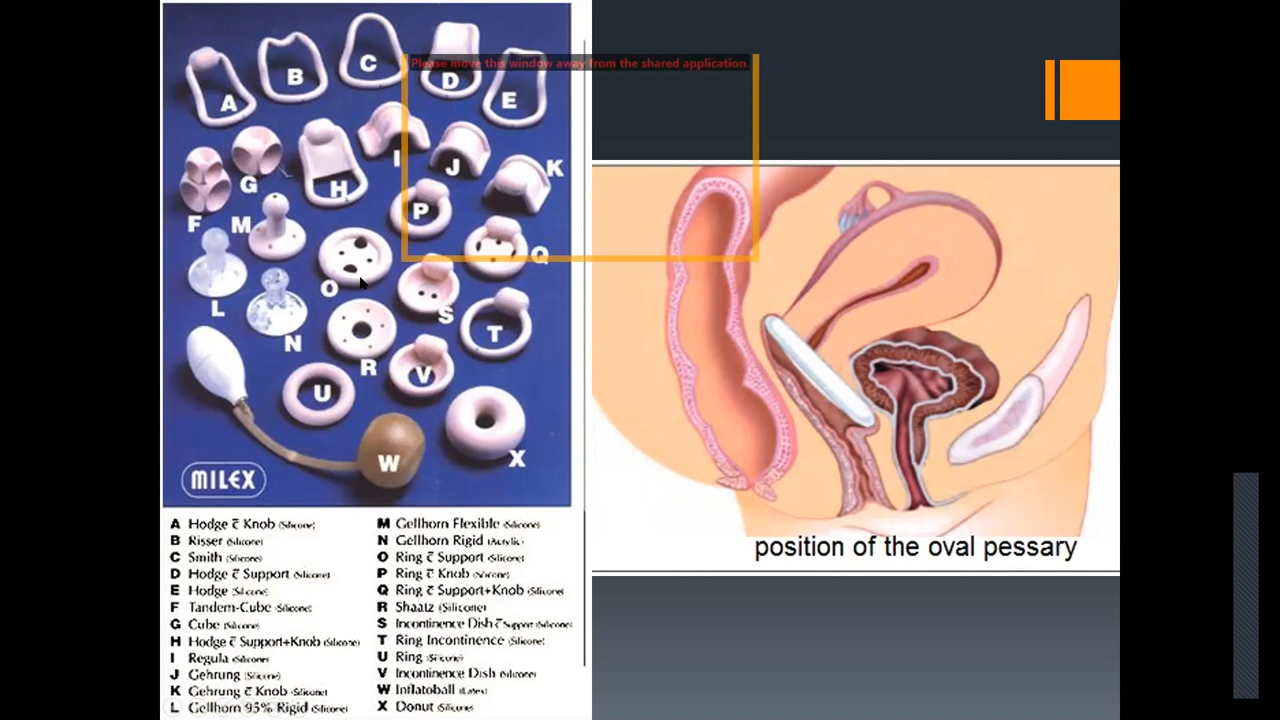 Please move this window away from the shared application.
A
B
C
D
E
F
G
H
I
J
K
L
M
N
O
P
Q
R
S
T
U
V
W
X
MILEX
A Hodge c̄ Knob (Silicone)
B Risser (Silicone)
C Smith (Silicone)
D Hodge c̄ Support (Silicone)
E Hodge (Silicone)
F Tandem-Cube (Silicone)
G Cube (Silicone)
H Hodge c̄ Support+Knob (Silicone)
I Regula (Silicone)
J Gehrung (Silicone)
K Gehrung c̄ Knob (Silicone)
L Gellhorn 95% Rigid (Silicone)
M Gellhorn Flexible (Silicone)
N Gellhorn Rigid (Acrylic)
O Ring c̄ Support (Silicone)
P Ring c̄ Knob (Silicone)
Q Ring c̄ Support+Knob (Silicone)
R Shaatz (Silicone)
S Incontinence Dish c̄ Support (Silicone)
T Ring Incontinence (Silicone)
U Ring (Silicone)
V Incontinence Dish (Silicone)
W Inflatoball (Latex)
X Donut (Silicone)
position of the oval pessary